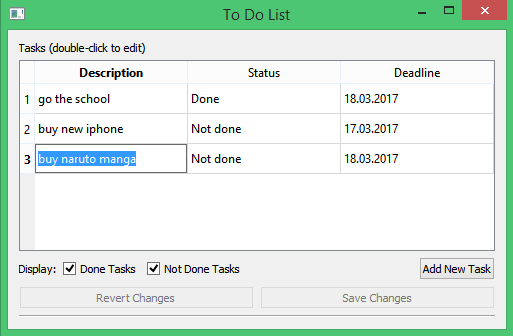 To Do List
Tasks (double-click to edit)
Description Status Deadline
1 go the school Done 18.03.2017
2 buy new iphone Not done 17.03.2017
3 buy naruto manga Not done 18.03.2017
Display: Done Tasks Not Done Tasks Add New Task
Revert Changes Save Changes